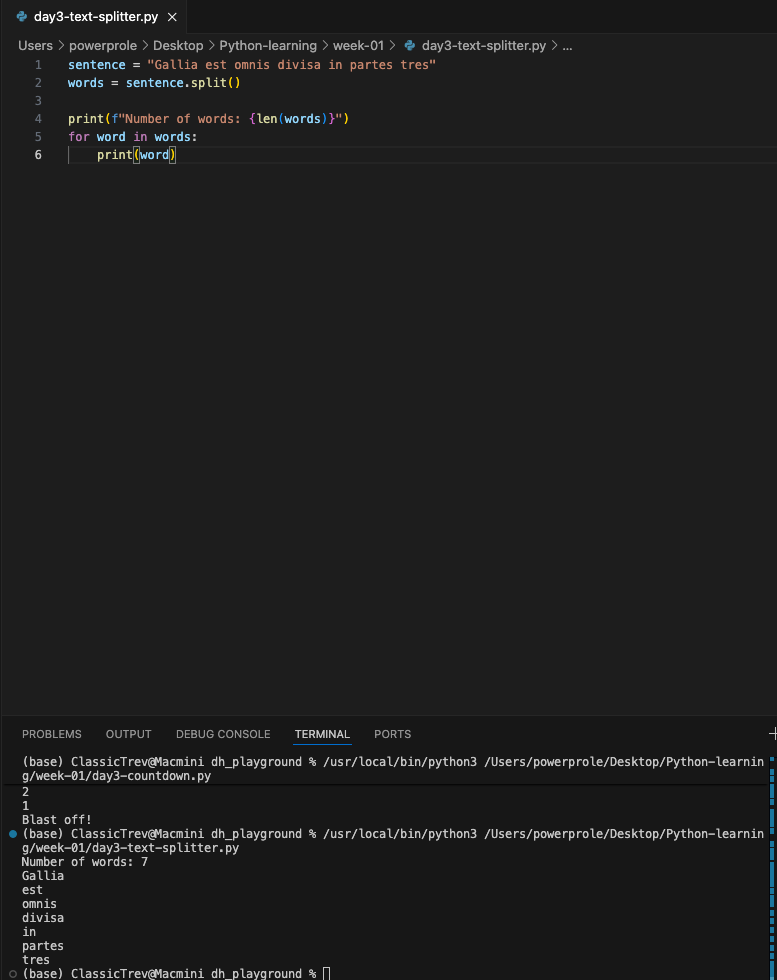 day3-text-splitter.py ×
Users > powerprole > Desktop > Python-learning > week-01 > day3-text-splitter.py > ...
1 sentence = "Gallia est omnis divisa in partes tres"
2 words = sentence.split()
3
4 print(f"Number of words: {len(words)}")
5 for word in words:
6     print(word)
PROBLEMS OUTPUT DEBUG CONSOLE TERMINAL PORTS
(base) ClassicTrev@Macmini dh_playground % /usr/local/bin/python3 /Users/powerprole/Desktop/Python-learnin
g/week-01/day3-countdown.py
2
1
Blast off!
(base) ClassicTrev@Macmini dh_playground % /usr/local/bin/python3 /Users/powerprole/Desktop/Python-learnin
g/week-01/day3-text-splitter.py
Number of words: 7
Gallia
est
omnis
divisa
in
partes
tres
(base) ClassicTrev@Macmini dh_playground %